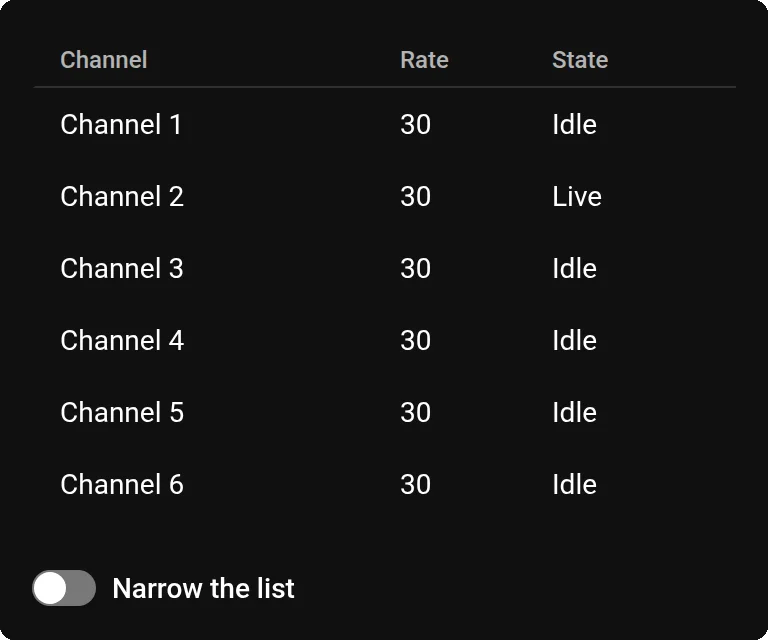 Channel Rate State
Channel 1 30 Idle
Channel 2 30 Live
Channel 3 30 Idle
Channel 4 30 Idle
Channel 5 30 Idle
Channel 6 30 Idle
Narrow the list